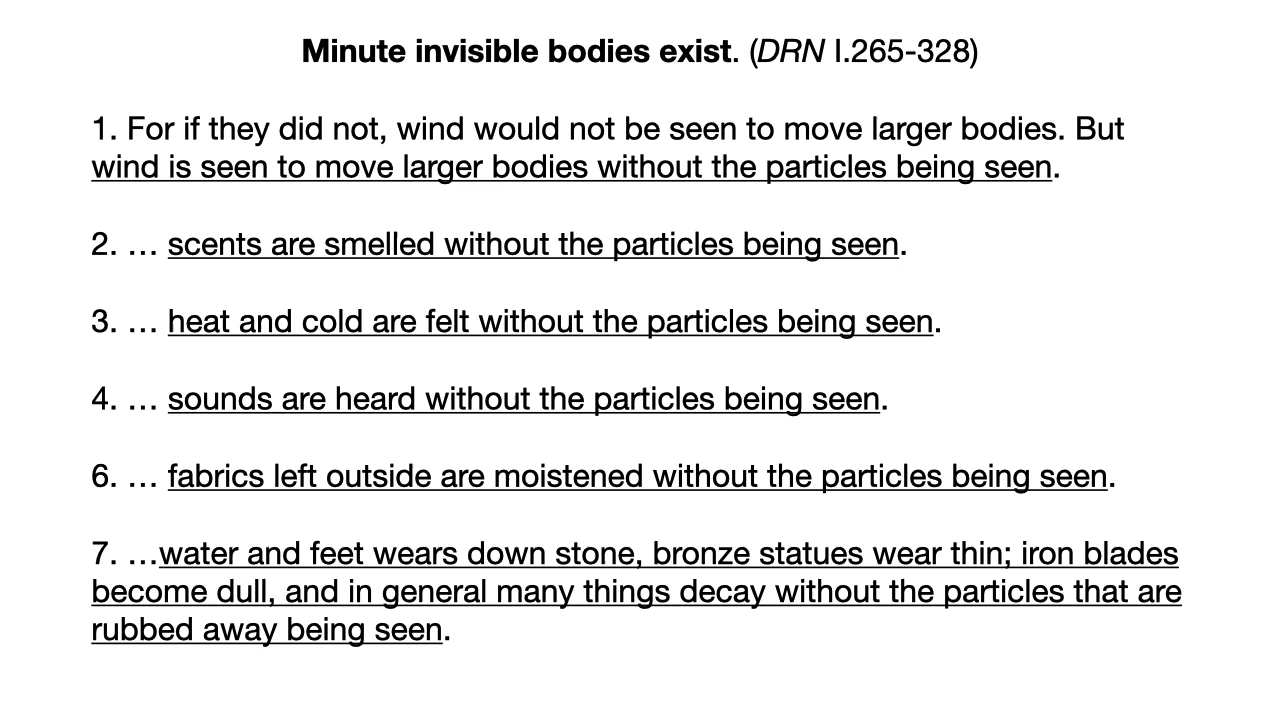 Minute invisible bodies exist. (DRN I.265-328)
1. For if they did not, wind would not be seen to move larger bodies. But
wind is seen to move larger bodies without the particles being seen.
2. … scents are smelled without the particles being seen.
3. … heat and cold are felt without the particles being seen.
4. … sounds are heard without the particles being seen.
6. … fabrics left outside are moistened without the particles being seen.
7. …water and feet wears down stone, bronze statues wear thin; iron blades
become dull, and in general many things decay without the particles that are
rubbed away being seen.